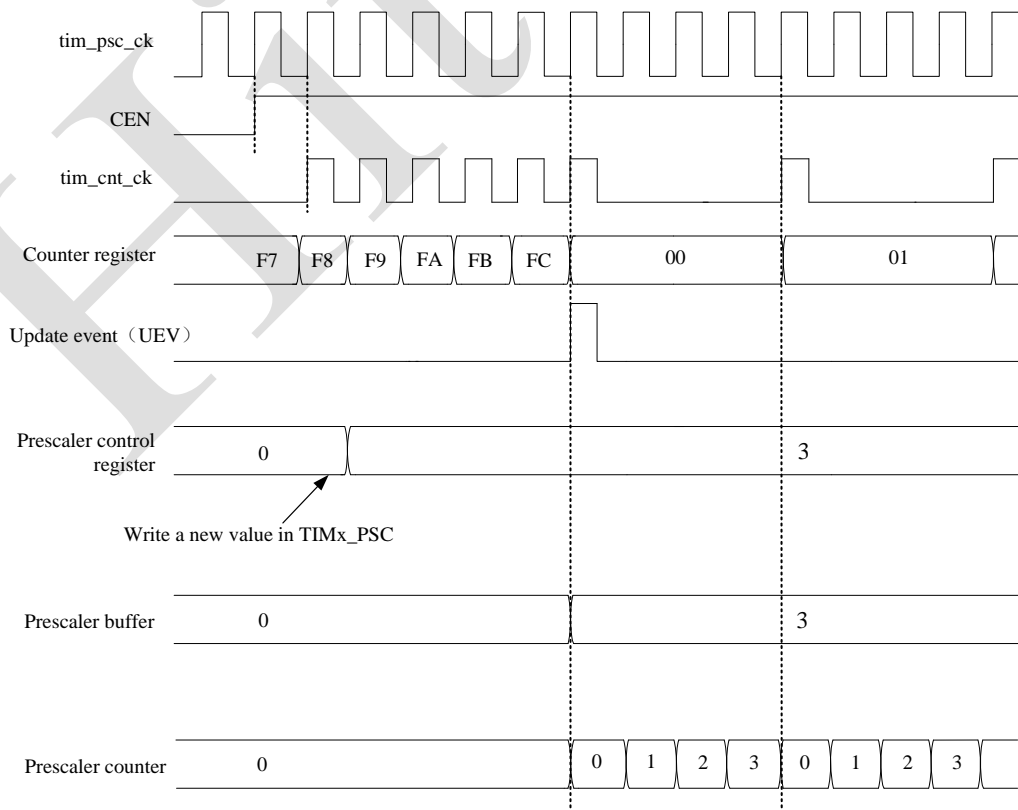 tim_psc_ck
CEN
tim_cnt_ck
Counter register
F7 F8 F9 FA FB FC 00 01
Update event（UEV）
Prescaler control
register
0 3
Write a new value in TIMx_PSC
Prescaler buffer
0 3
Prescaler counter
0 0 1 2 3 0 1 2 3